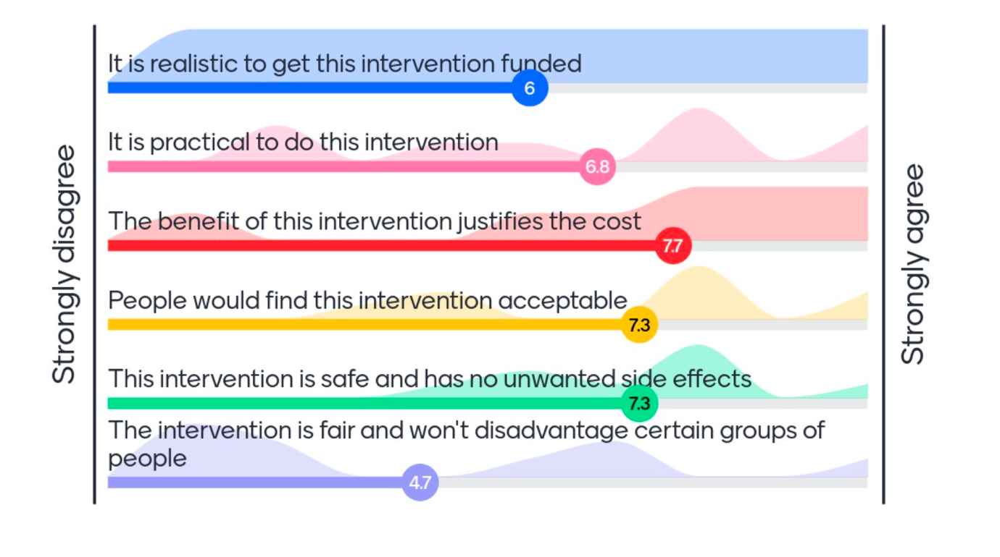 Strongly disagree
It is realistic to get this intervention funded
6
It is practical to do this intervention
6.8
The benefit of this intervention justifies the cost
7.7
People would find this intervention acceptable
7.3
This intervention is safe and has no unwanted side effects
7.3
The intervention is fair and won't disadvantage certain groups of
people
4.7
Strongly agree